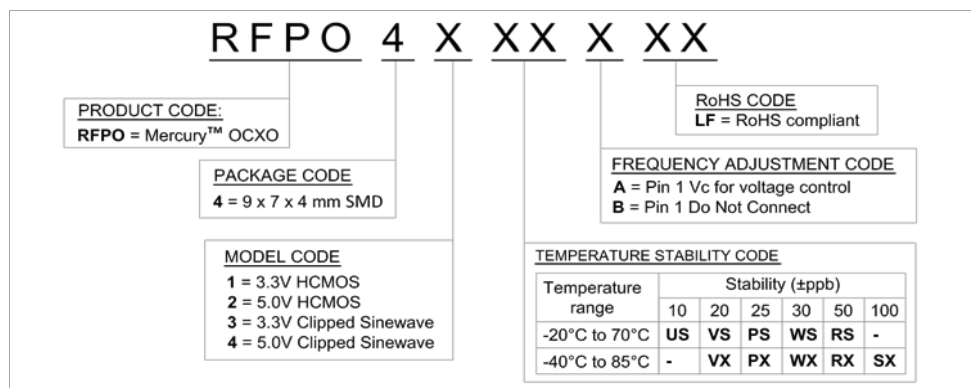 RFPO 4 X XX X XX
PRODUCT CODE:
RFPO = Mercury™ OCXO
PACKAGE CODE
4 = 9 x 7 x 4 mm SMD
MODEL CODE
1 = 3.3V HCMOS
2 = 5.0V HCMOS
3 = 3.3V Clipped Sinewave
4 = 5.0V Clipped Sinewave
RoHS CODE
LF = RoHS compliant
FREQUENCY ADJUSTMENT CODE
A = Pin 1 Vc for voltage control
B = Pin 1 Do Not Connect
TEMPERATURE STABILITY CODE
Temperature range Stability (±ppb)
10 20 25 30 50 100
-20°C to 70°C US VS PS WS RS -
-40°C to 85°C - VX PX WX RX SX